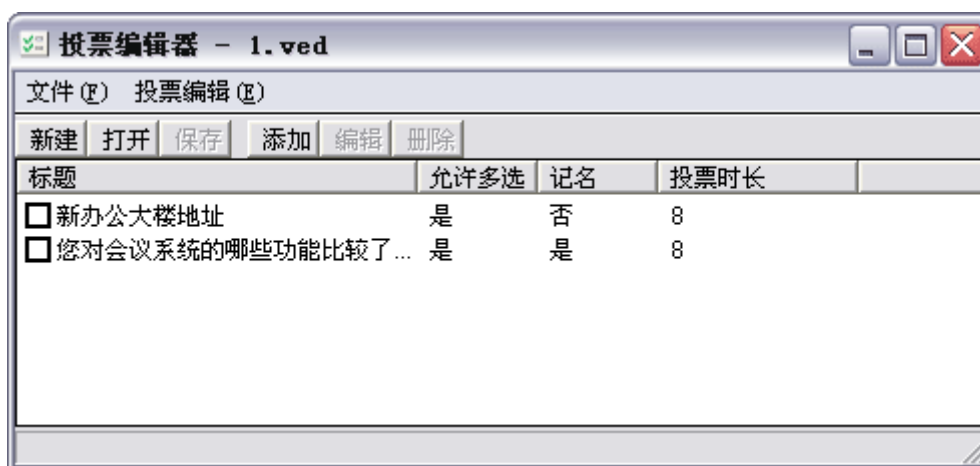 投票编辑器 - 1.ved
文件(F) 投票编辑(E)
新建 打开 保存 添加 编辑 删除
标题 允许多选 记名 投票时长
新办公大楼地址 是 否 8
您对会议系统的哪些功能比较了... 是 是 8